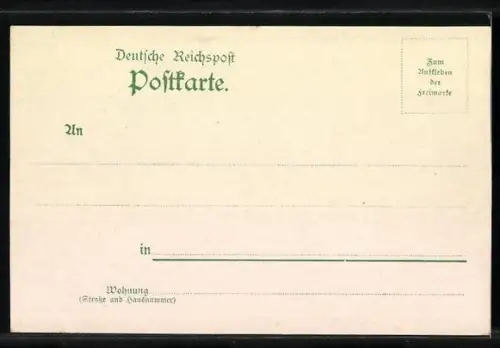 Deutsche Reichspost
Postkarte.
Zum
Aufkleben
der
Freimarke
An
in
Wohnung
(Straße und Hausnummer)